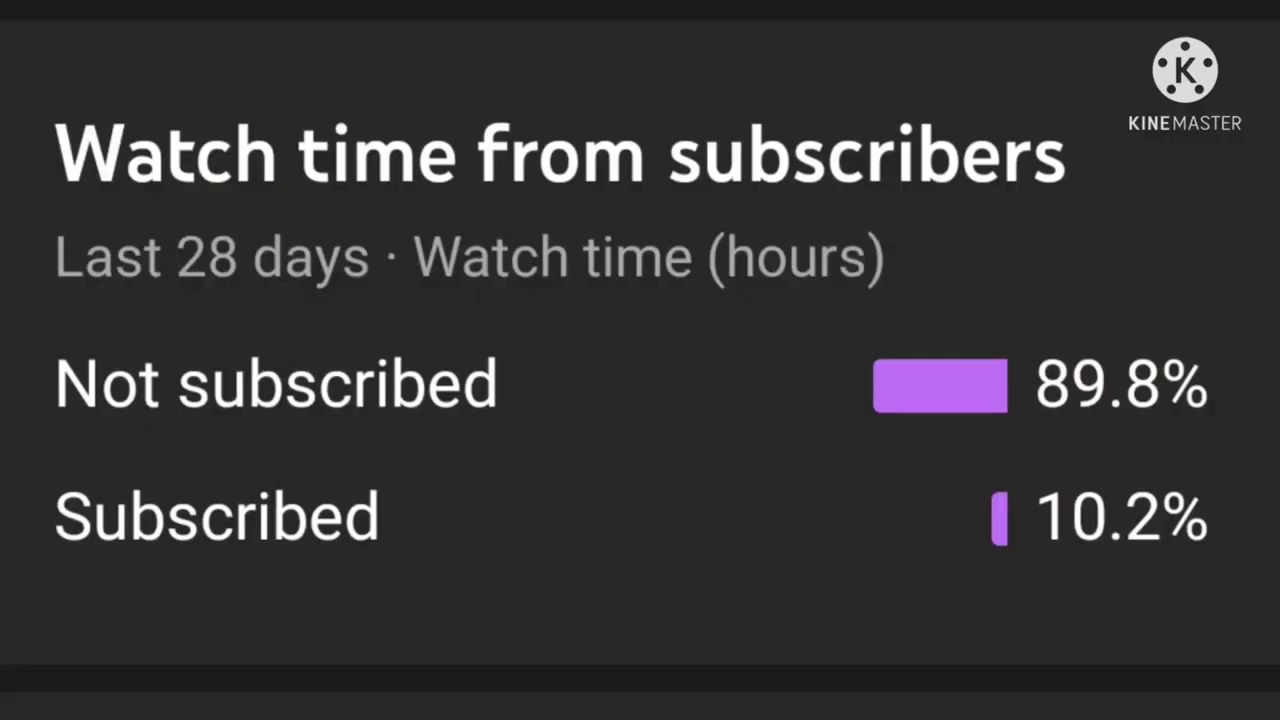 KINEMASTER
Watch time from subscribers
Last 28 days · Watch time (hours)
Not subscribed 89.8%
Subscribed 10.2%